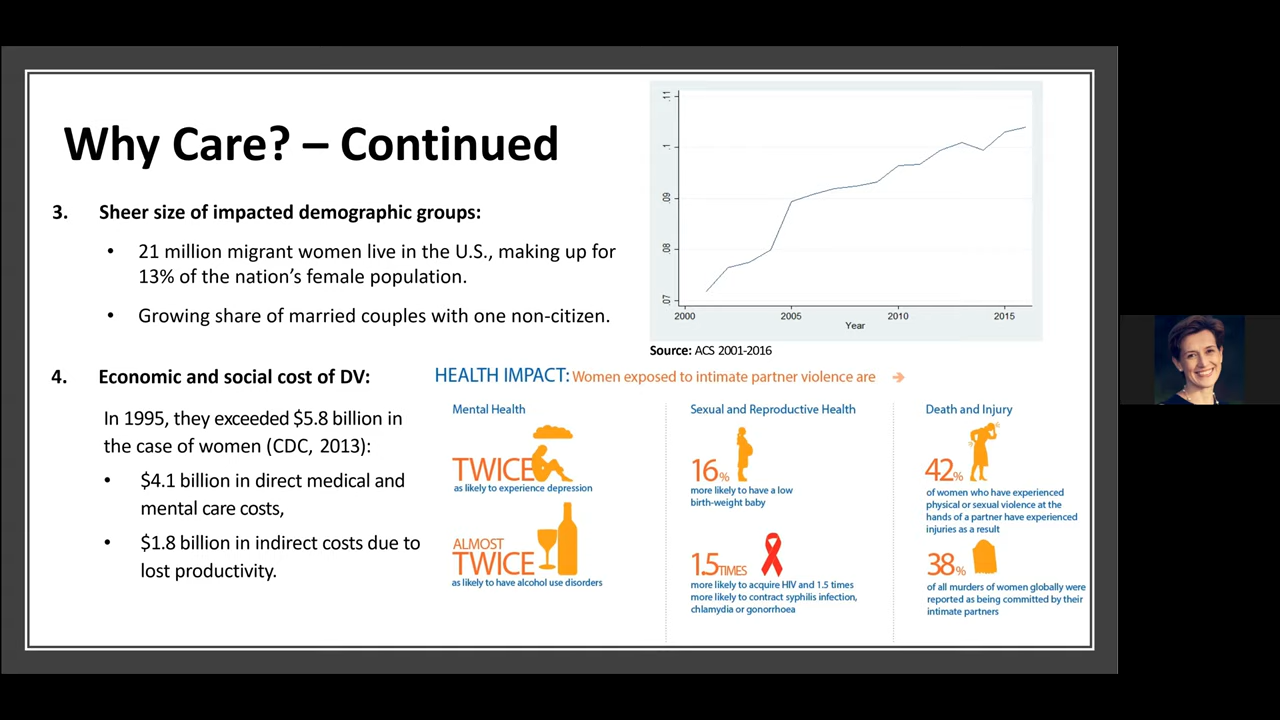 Why Care? – Continued
3. Sheer size of impacted demographic groups:
• 21 million migrant women live in the U.S., making up for
13% of the nation's female population.
• Growing share of married couples with one non-citizen.
.11
.1
.09
.08
.07
2000 2005 2010 2015
Year
Source: ACS 2001-2016
4. Economic and social cost of DV:
In 1995, they exceeded $5.8 billion in
the case of women (CDC, 2013):
• $4.1 billion in direct medical and
mental care costs,
• $1.8 billion in indirect costs due to
lost productivity.
HEALTH IMPACT: Women exposed to intimate partner violence are
Mental Health
TWICE
as likely to experience depression
ALMOST
TWICE
as likely to have alcohol use disorders
Sexual and Reproductive Health
16%
more likely to have a low
birth-weight baby
1.5 TIMES
more likely to acquire HIV and 1.5 times
more likely to contract syphilis infection,
chlamydia or gonorrhoea
Death and Injury
42%
of women who have experienced
physical or sexual violence at the
hands of a partner have experienced
injuries as a result
38%
of all murders of women globally were
reported as being committed by their
intimate partners